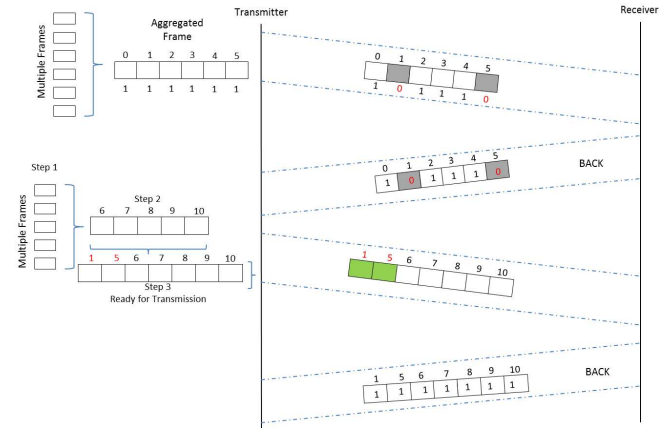 Transmitter
Receiver
Multiple Frames
Aggregated
Frame
0 1 2 3 4 5
1 1 1 1 1 1
0 1 2 3 4 5
1 0 1 1 1 0
0 1 2 3 4 5
1 0 1 1 1 0
BACK
Step 1
Multiple Frames
Step 2
6 7 8 9 10
1 5 6 7 8 9 10
Step 3
Ready for Transmission
1 5 6 7 8 9 10
1 5 6 7 8 9 10
1 1 1 1 1 1 1
BACK